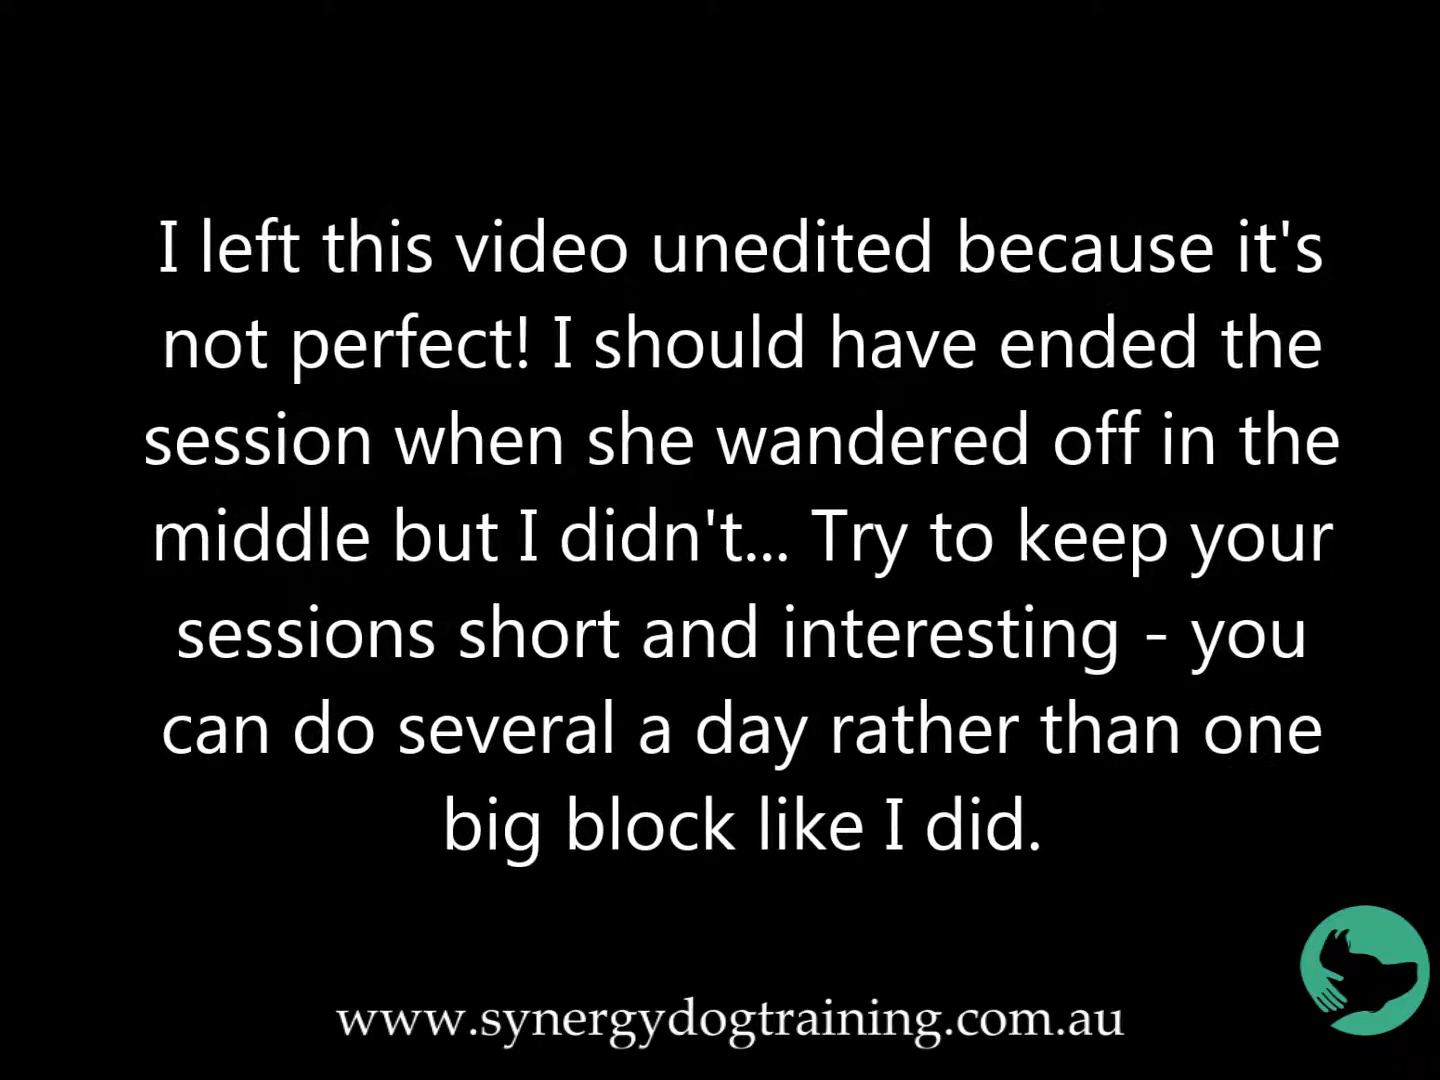 I left this video unedited because it's
not perfect! I should have ended the
session when she wandered off in the
middle but I didn't... Try to keep your
sessions short and interesting - you
can do several a day rather than one
big block like I did.
www.synergydogtraining.com.au